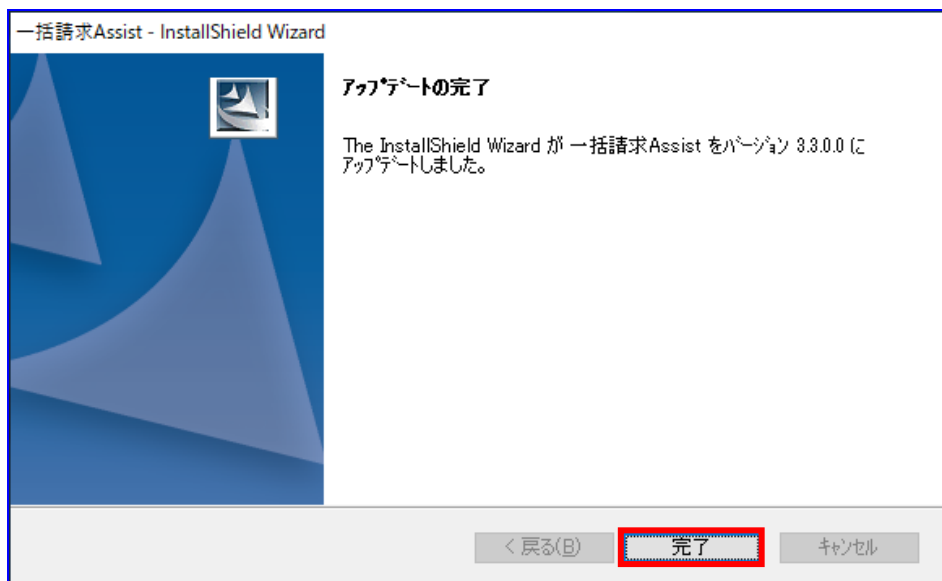 一括請求Assist - InstallShield Wizard
アップデートの完了
The InstallShield Wizard が 一括請求Assist をバージョン 3.3.0.0 に
アップデートしました。
< 戻る(B)
完了
キャンセル